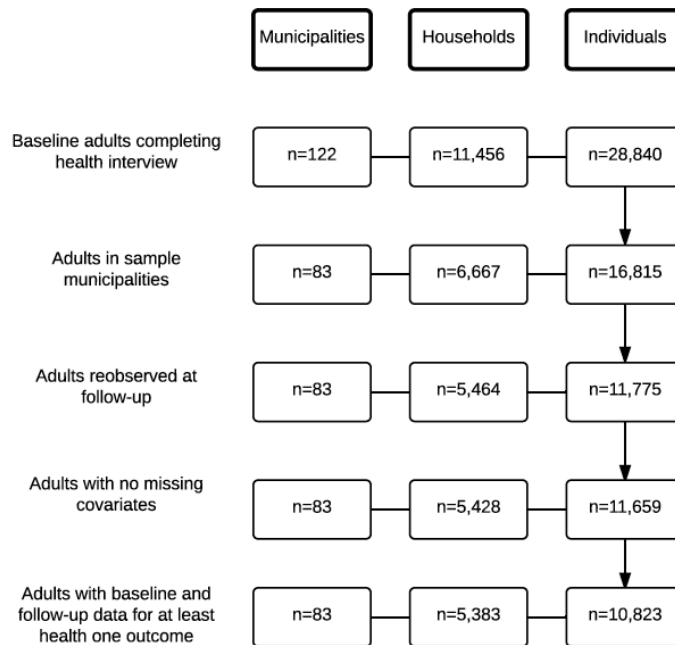 Municipalities
Households
Individuals
Baseline adults completing
health interview
n=122
n=11,456
n=28,840
Adults in sample
municipalities
n=83
n=6,667
n=16,815
Adults reobserved at
follow-up
n=83
n=5,464
n=11,775
Adults with no missing
covariates
n=83
n=5,428
n=11,659
Adults with baseline and
follow-up data for at least
health one outcome
n=83
n=5,383
n=10,823